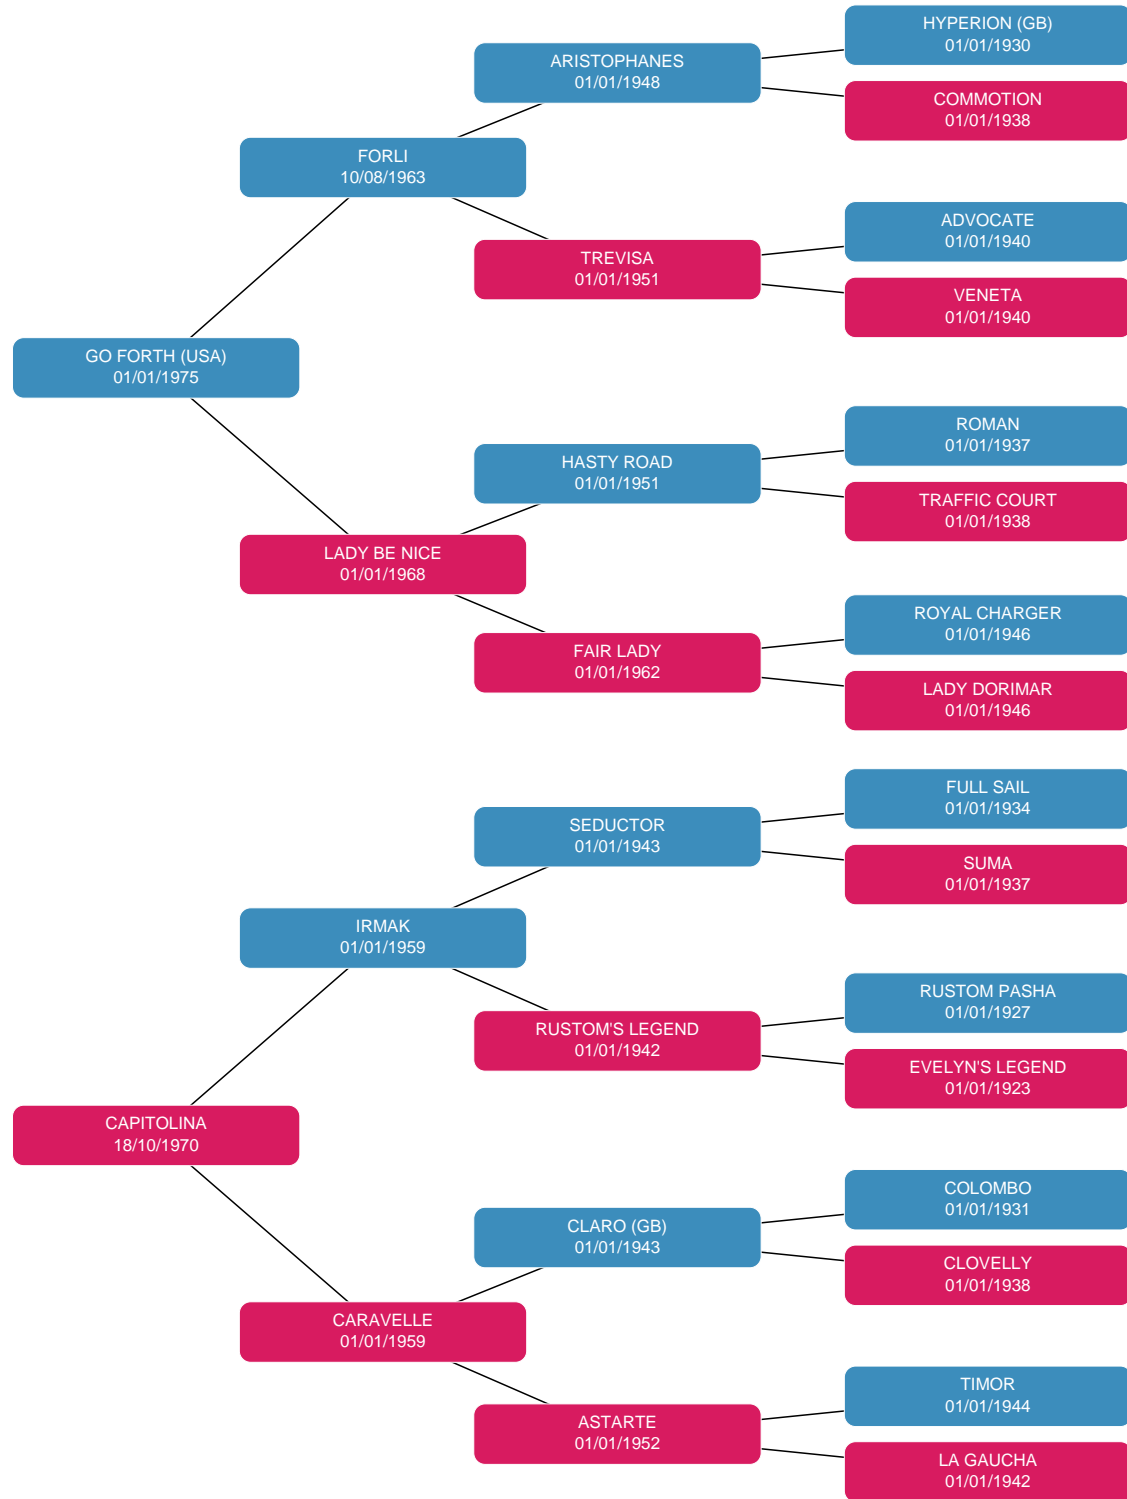 HYPERION (GB)
01/01/1930
ARISTOPHANES
01/01/1948
COMMOTION
01/01/1938
FORLI
10/08/1963
ADVOCATE
01/01/1940
TREVISA
01/01/1951
VENETA
01/01/1940
GO FORTH (USA)
01/01/1975
ROMAN
01/01/1937
HASTY ROAD
01/01/1951
TRAFFIC COURT
01/01/1938
LADY BE NICE
01/01/1968
ROYAL CHARGER
01/01/1946
FAIR LADY
01/01/1962
LADY DORIMAR
01/01/1946
FULL SAIL
01/01/1934
SEDUCTOR
01/01/1943
SUMA
01/01/1937
IRMAK
01/01/1959
RUSTOM PASHA
01/01/1927
RUSTOM'S LEGEND
01/01/1942
EVELYN'S LEGEND
01/01/1923
CAPITOLINA
18/10/1970
COLOMBO
01/01/1931
CLARO (GB)
01/01/1943
CLOVELLY
01/01/1938
CARAVELLE
01/01/1959
TIMOR
01/01/1944
ASTARTE
01/01/1952
LA GAUCHA
01/01/1942